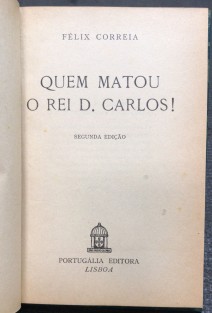 FÉLIX CORREIA
QUEM MATOU
O REI D. CARLOS!
SEGUNDA EDIÇÃO
PORTUGÁLIA EDITORA
LISBOA